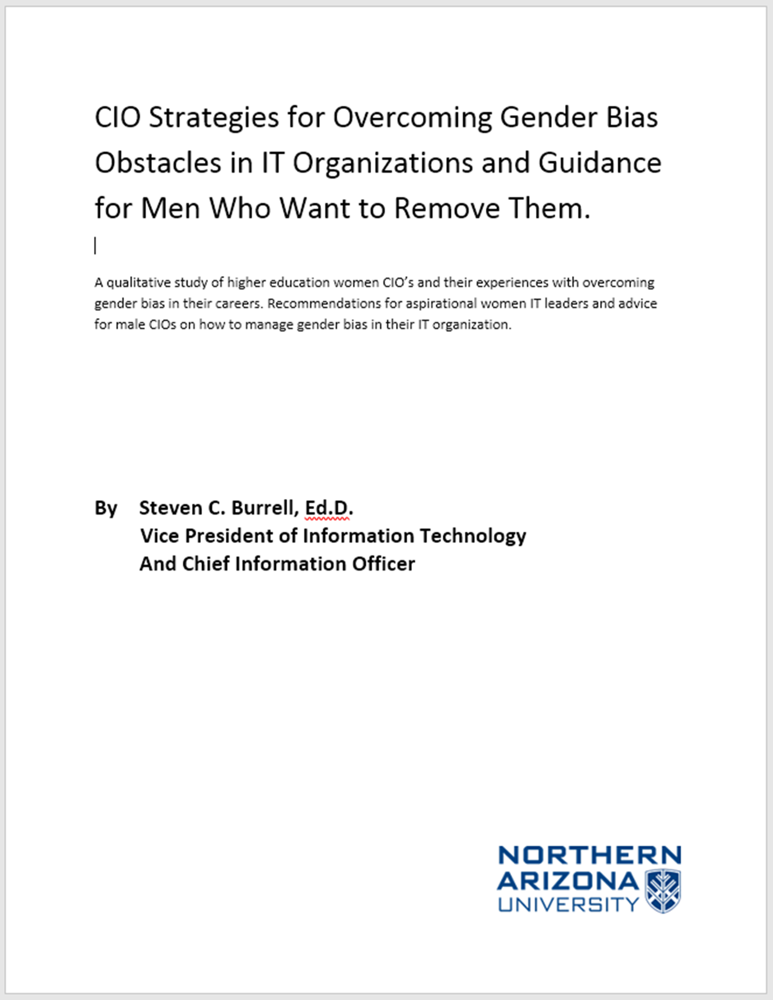 CIO Strategies for Overcoming Gender Bias
Obstacles in IT Organizations and Guidance
for Men Who Want to Remove Them.
A qualitative study of higher education women CIO’s and their experiences with overcoming
gender bias in their careers. Recommendations for aspirational women IT leaders and advice
for male CIOs on how to manage gender bias in their IT organization.
By Steven C. Burrell, Ed.D.
Vice President of Information Technology
And Chief Information Officer
NORTHERN
ARIZONA
UNIVERSITY